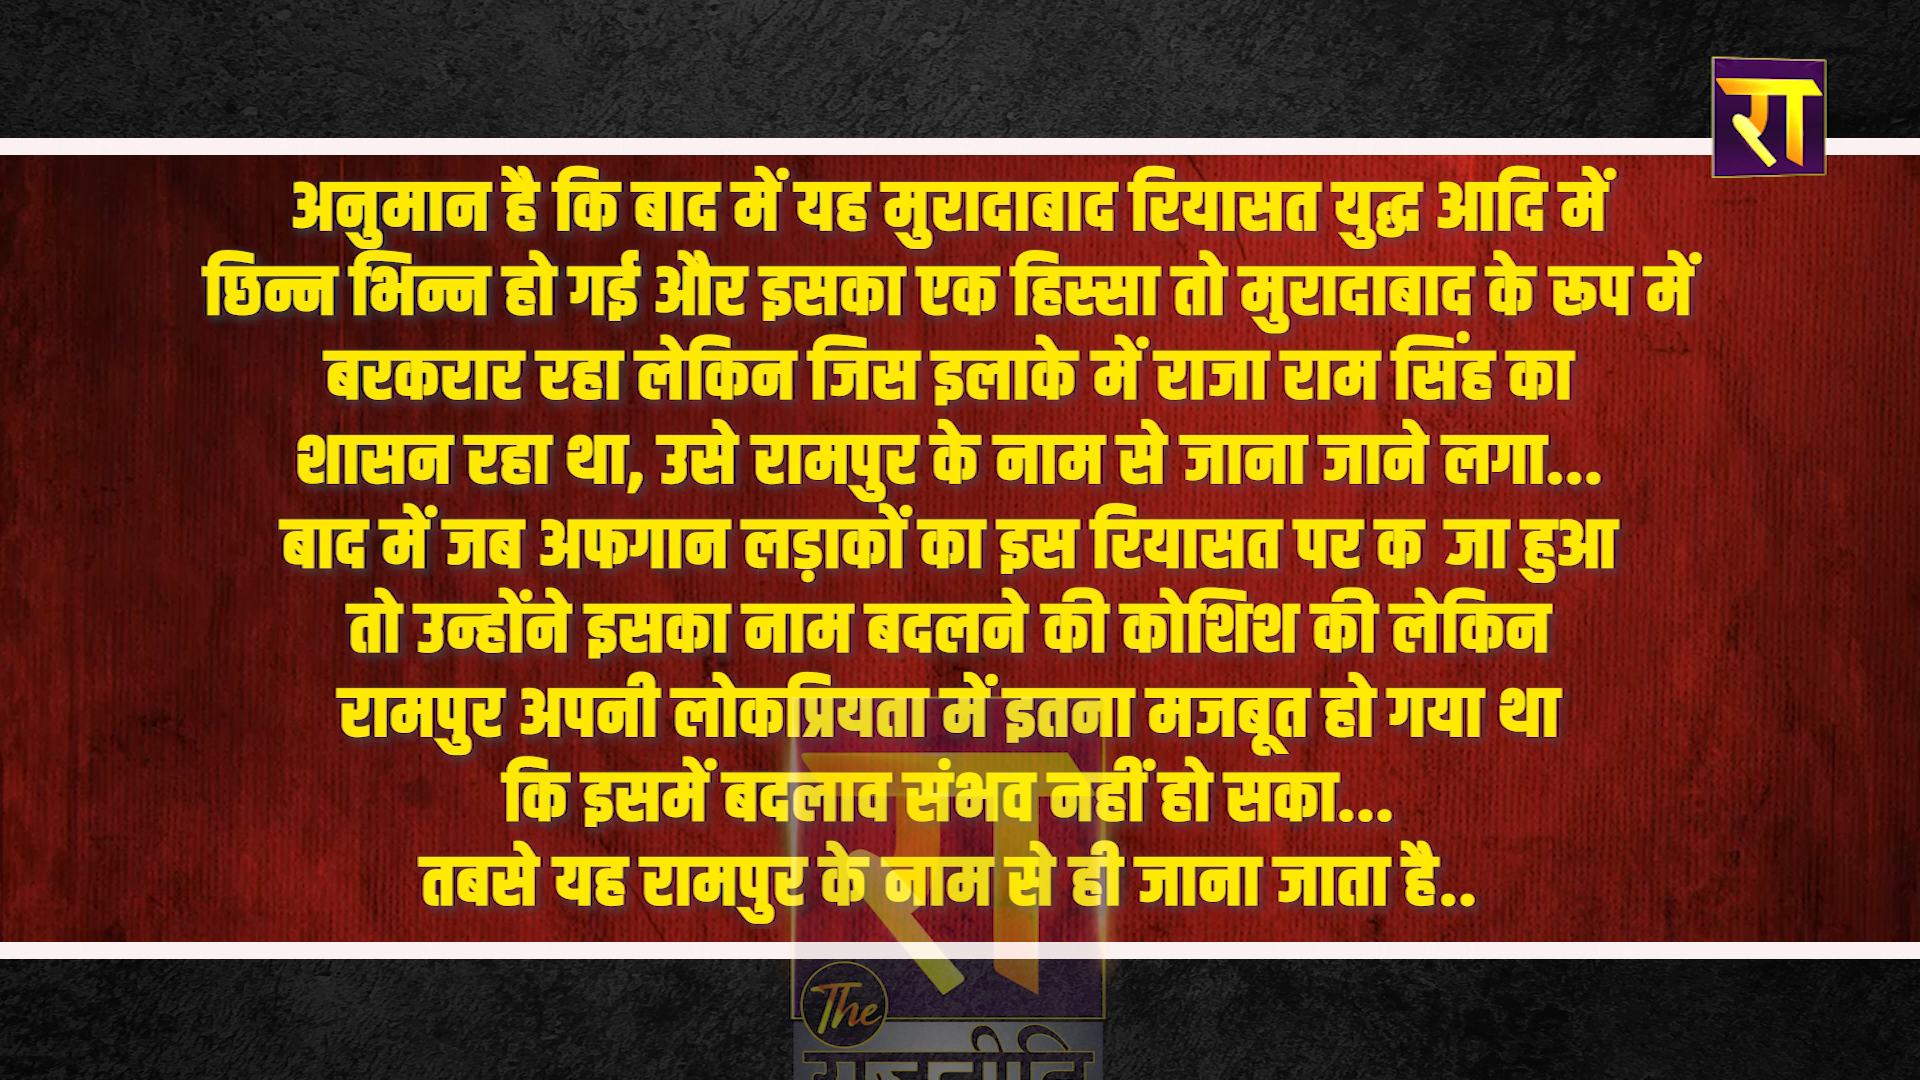 रा
अनुमान है कि बाद में यह मुरादाबाद रियासत युद्ध आदि में
छिन्न भिन्न हो गई और इसका एक हिस्सा तो मुरादाबाद के रूप में
बरकरार रहा लेकिन जिस इलाके में राजा राम सिंह का
शासन रहा था, उसे रामपुर के नाम से जाना जाने लगा...
बाद में जब अफगान लड़ाकों का इस रियासत पर क जा हुआ
तो उन्होंने इसका नाम बदलने की कोशिश की लेकिन
रामपुर अपनी लोकप्रियता में इतना मजबूत हो गया था
कि इसमें बदलाव संभव नहीं हो सका...
तबसे यह रामपुर के नाम से ही जाना जाता है..
रा
The